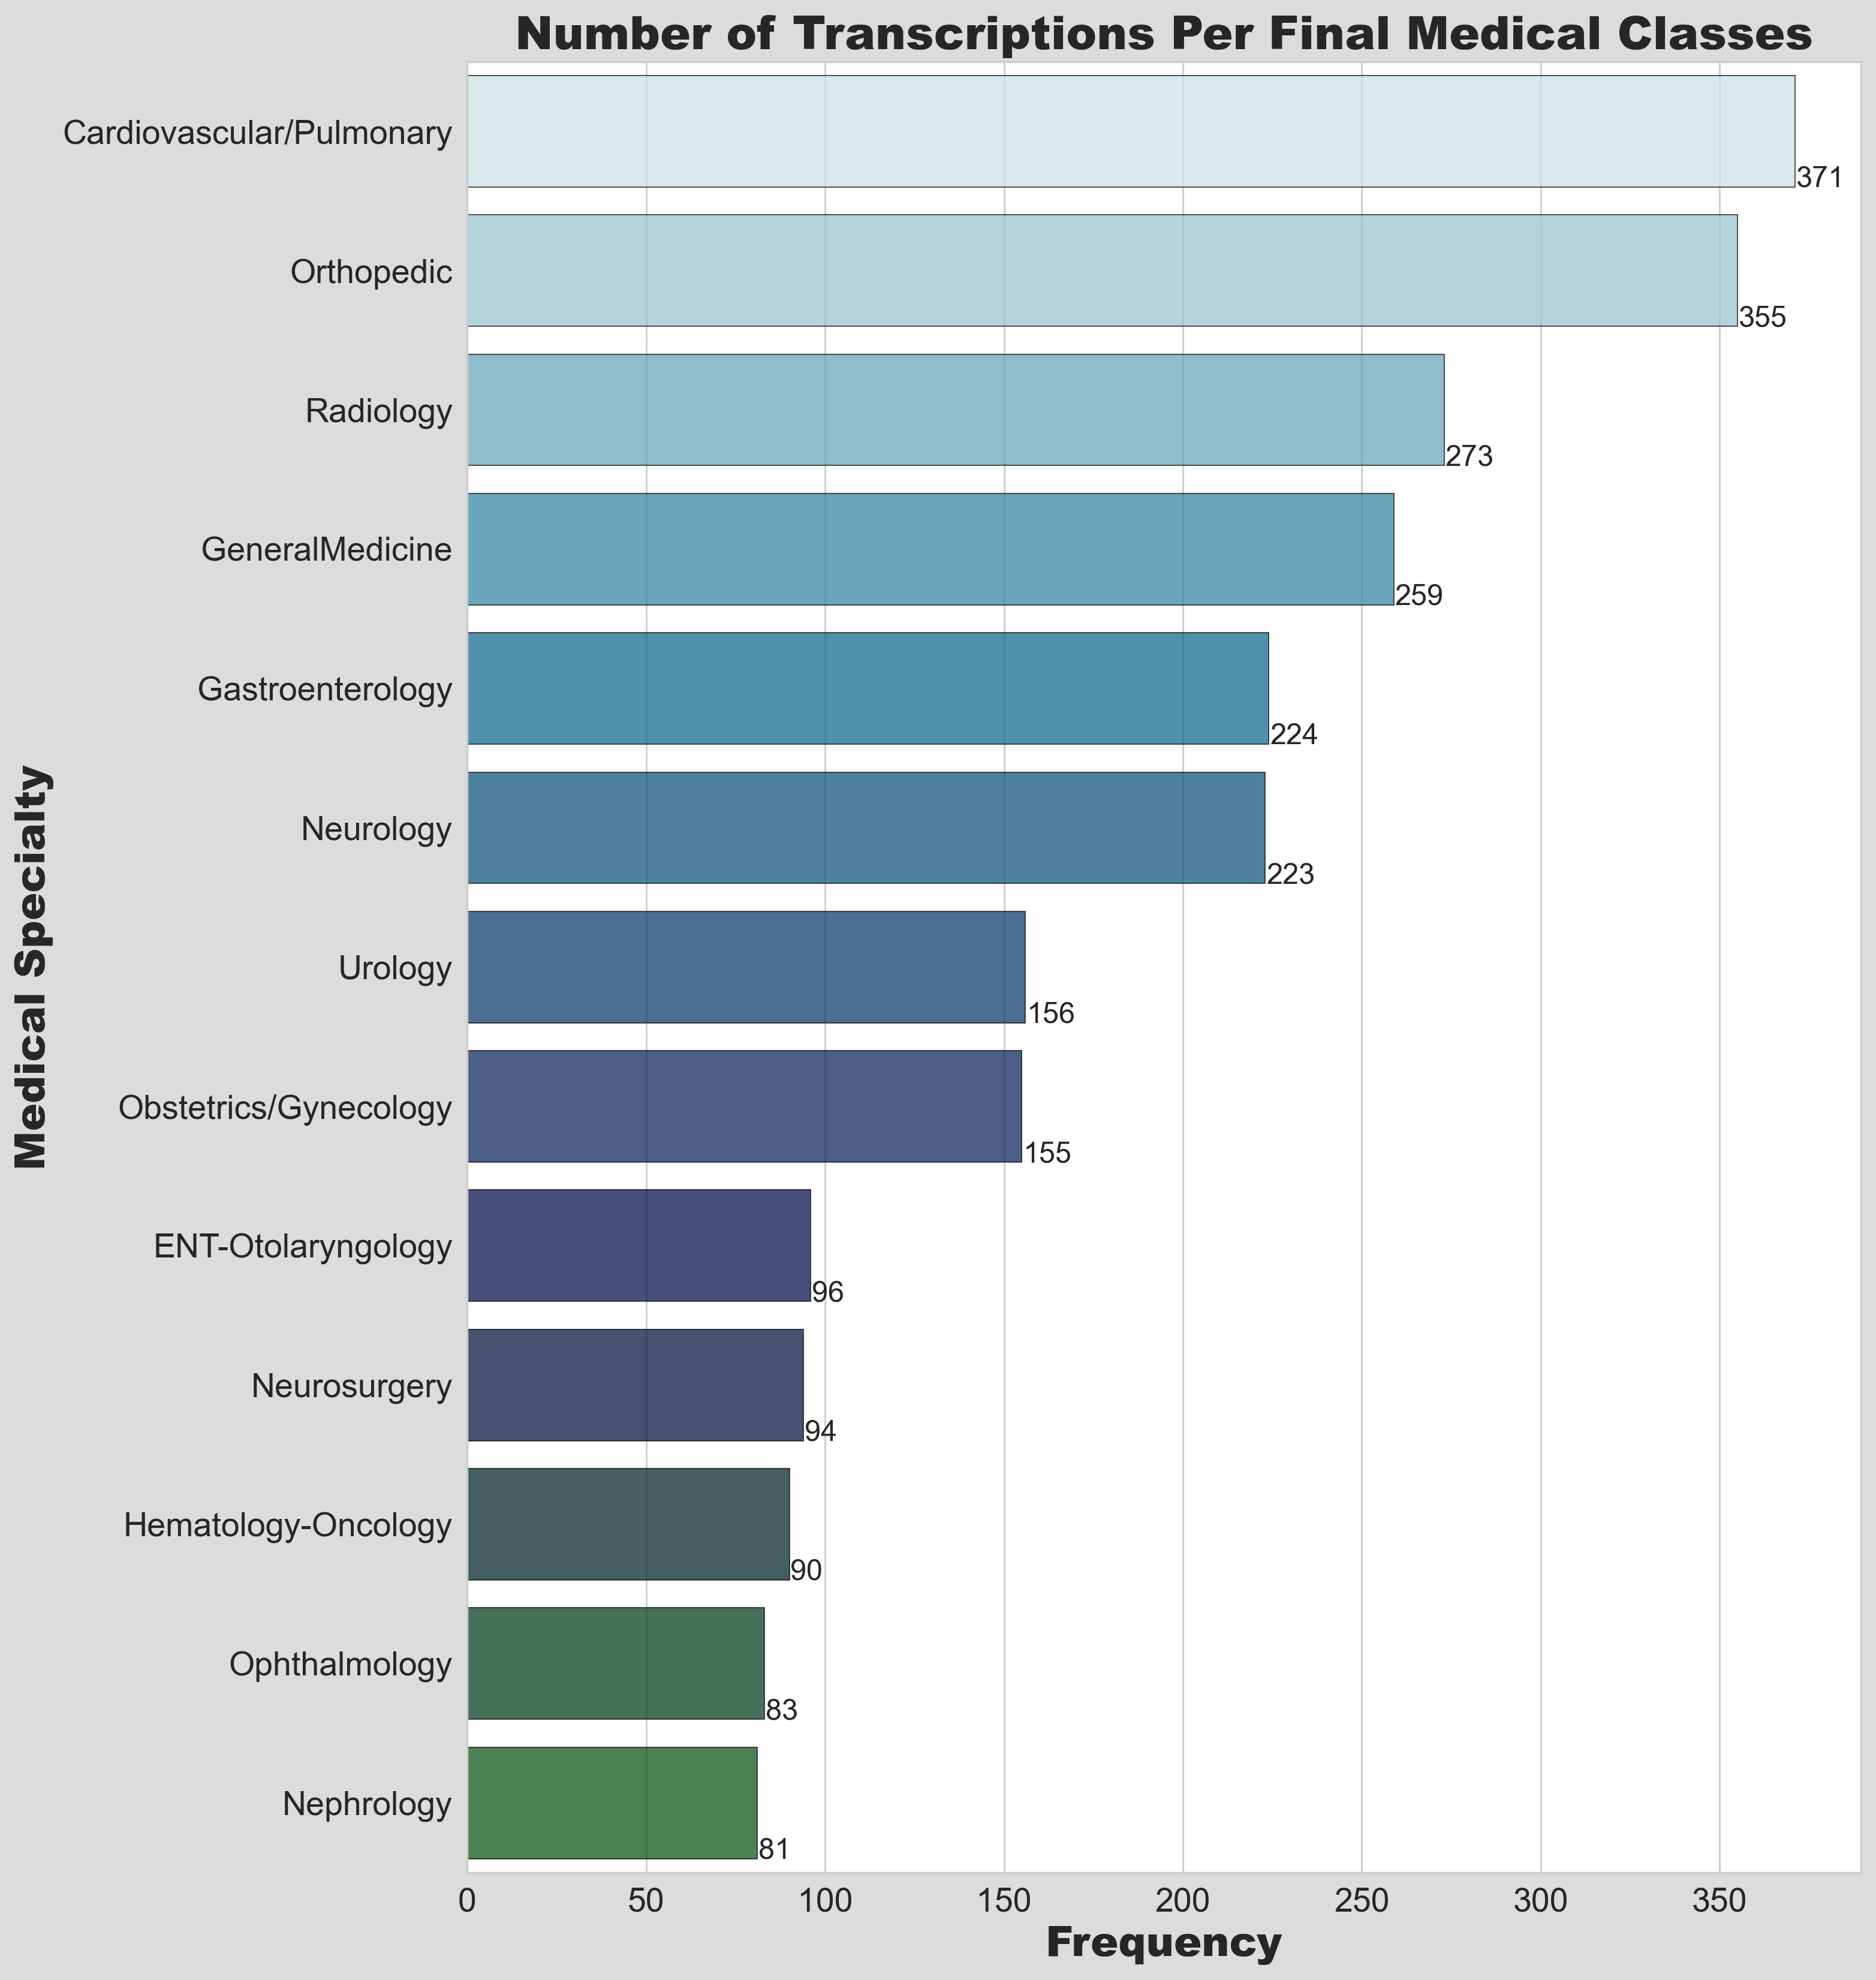 Number of Transcriptions Per Final Medical Classes
Medical Specialty
Cardiovascular/Pulmonary
371
Orthopedic
355
Radiology
273
GeneralMedicine
259
Gastroenterology
224
Neurology
223
Urology
156
Obstetrics/Gynecology
155
ENT-Otolaryngology
96
Neurosurgery
94
Hematology-Oncology
90
Ophthalmology
83
Nephrology
81
0 50 100 150 200 250 300 350
Frequency